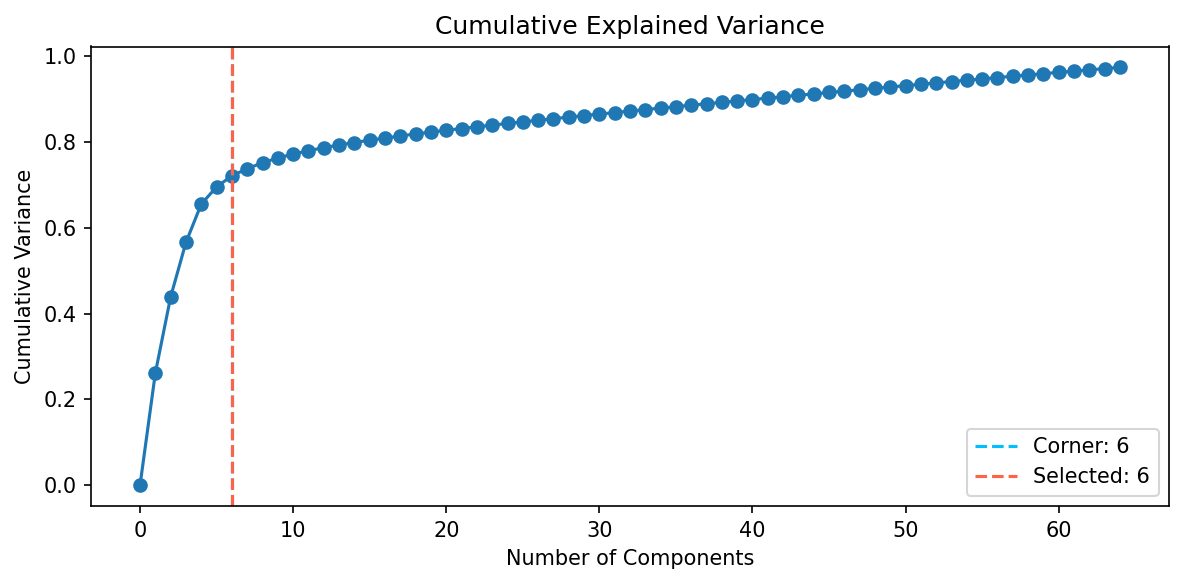 Cumulative Explained Variance
1.0
0.8
0.6
0.4
0.2
0.0
Cumulative Variance
Corner: 6
Selected: 6
0 10 20 30 40 50 60
Number of Components